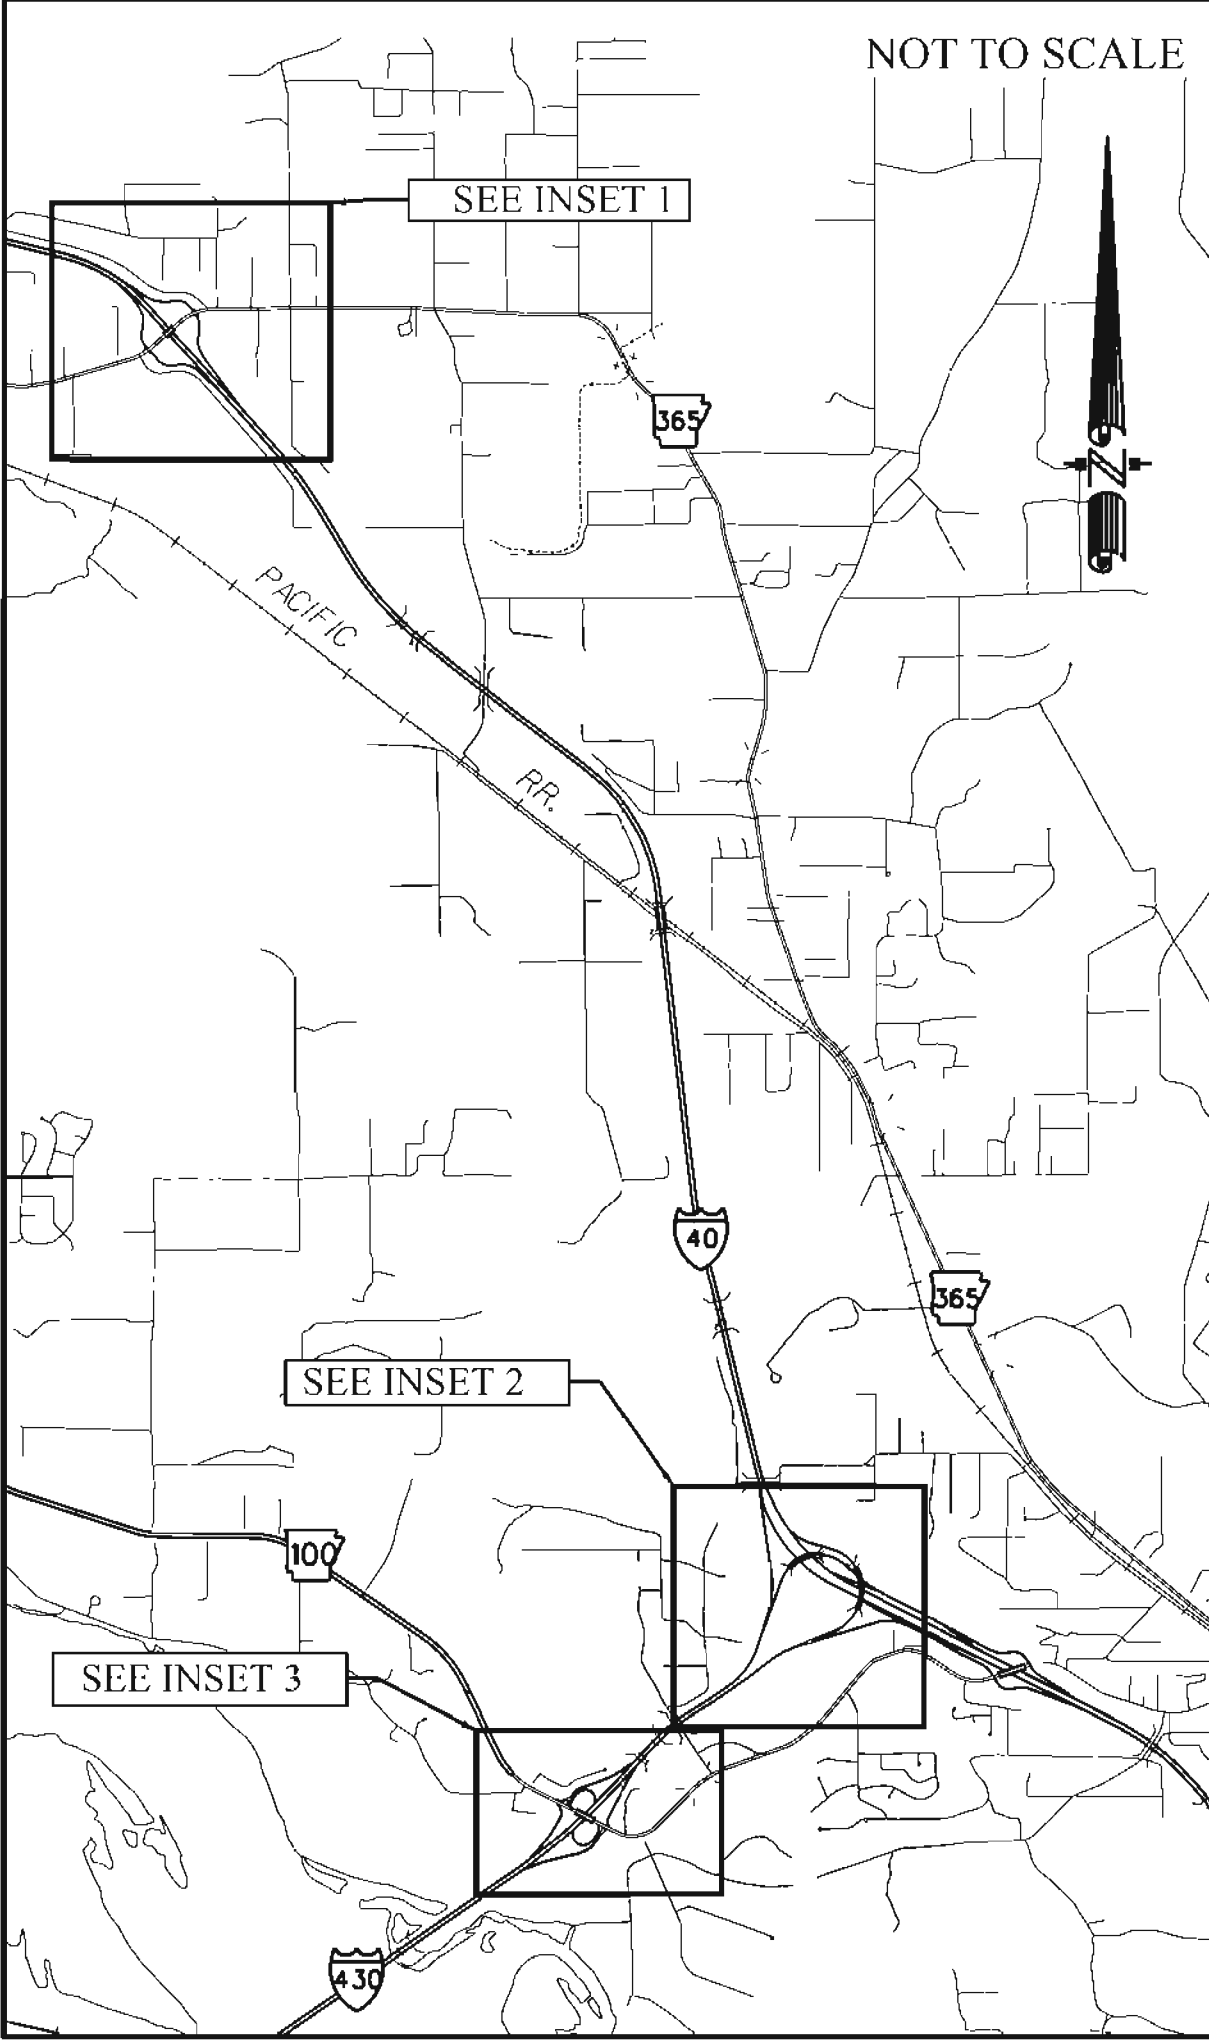 NOT TO SCALE
SEE INSET 1
365
N
PACIFIC
RR.
40
365
SEE INSET 2
100
SEE INSET 3
430